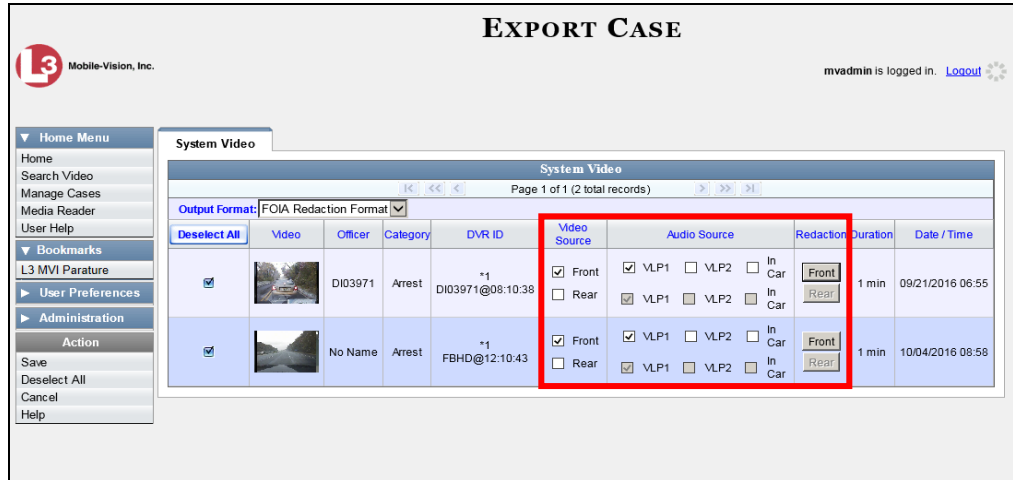 EXPORT CASE
L3 Mobile-Vision, Inc.
mvadmin is logged in. Logout
▼ Home Menu
Home
Search Video
Manage Cases
Media Reader
User Help
▼ Bookmarks
L3 MVI Parature
▶ User Preferences
▶ Administration
Action
Save
Deselect All
Cancel
Help
System Video
System Video
Page 1 of 1 (2 total records)
Output Format: FOIA Redaction Format
Deselect All Video Officer Category DVR ID Video Source Audio Source Redaction Duration Date / Time
DI03971 Arrest *1 DI03971@08:10:38 Front VLP1 VLP2 In Car Front 1 min 09/21/2016 06:55
Rear VLP1 VLP2 In Car Rear
No Name Arrest *1 FBHD@12:10:43 Front VLP1 VLP2 In Car Front 1 min 10/04/2016 08:58
Rear VLP1 VLP2 In Car Rear